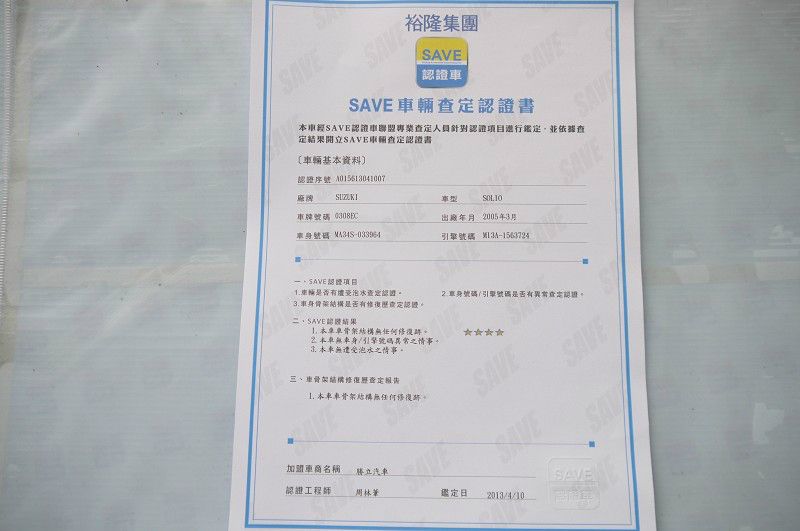 裕隆集團
SAVE
認證車
SAVE車輛查定認證書
本車經SAVE認證車聯盟專業查定人員針對認證項目進行鑑定，並依據查
定結果開立SAVE車輛查定認證書
〔車輛基本資料〕
認證序號 A015613041007
廠牌 SUZUKI 車型 SOLIO
車牌號碼 0308EC 出廠年月 2005年3月
車身號碼 MA34S-033964 引擎號碼 M13A-1563724
一、SAVE認證項目
1.車輛是否有遭受泡水查定認證。 2.車身號碼/引擎號碼是否有異常查定認證。
3.車身骨架結構是否有修復歷查定認證。
二、SAVE認證結果
1.本車車骨架結構無任何修復跡。 ★★★★
2.本車無車身/引擎號碼異常之情事。
3.本車無遭受泡水之情事。
三、車骨架結構修復歷查定報告
1.本車車骨架結構無任何修復跡。
加盟車商名稱 勝立汽車
認證工程師 周林筆 鑑定日 2013/4/10
SAVE
認證車